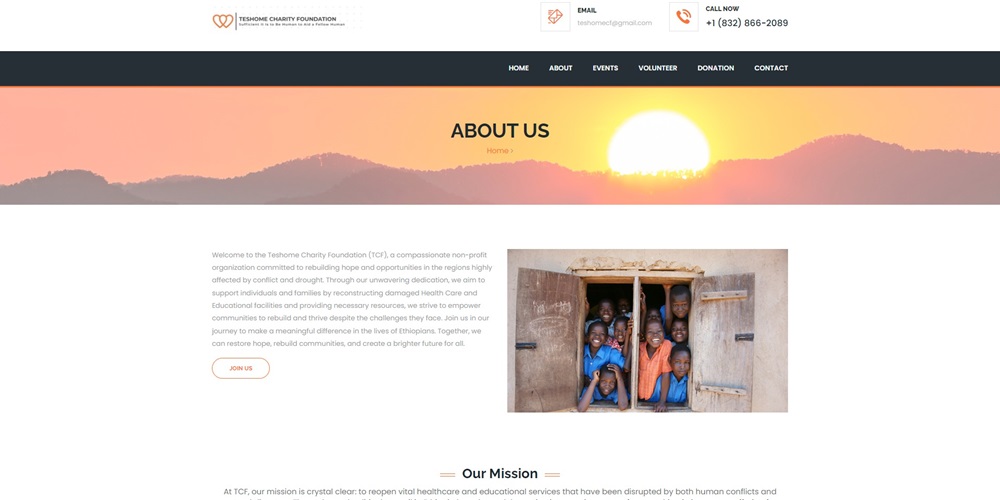 TESHOME CHARITY FOUNDATION
Sufficient it is to Be Human to Aid a Fellow Human
EMAIL
teshomecf@gmail.com
CALL NOW
+1 (832) 866-2089
HOME ABOUT EVENTS VOLUNTEER DONATION CONTACT
ABOUT US
Home >
Welcome to the Teshome Charity Foundation (TCF), a compassionate non-profit
organization committed to rebuilding hope and opportunities in the regions highly
affected by conflict and drought. Through our unwavering dedication, we aim to
support individuals and families by reconstructing damaged Health Care and
Educational facilities and providing necessary resources, we strive to empower
communities to rebuild and thrive despite the challenges they face. Join us in our
journey to make a meaningful difference in the lives of Ethiopians. Together, we
can restore hope, rebuild cammunities, and create a brighter future for all.
JOIN US
Our Mission
At TCF, our mission is crystal clear: to reopen vital healthcare and educational services that have been disrupted by both human conflicts and